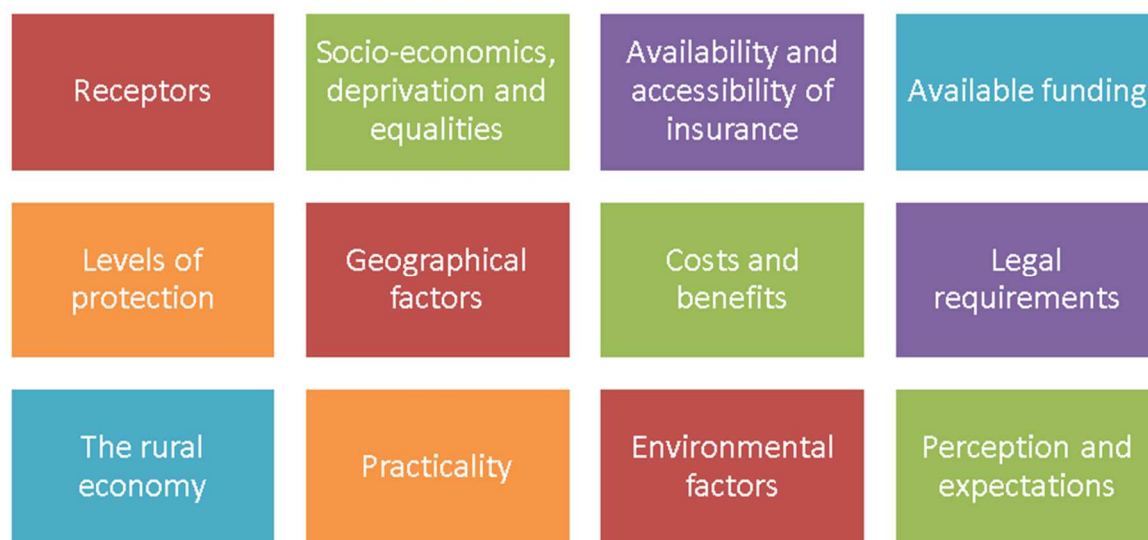 Receptors
Socio-economics,
deprivation and
equalities
Availability and
accessibility of
insurance
Available funding
Levels of
protection
Geographical
factors
Costs and
benefits
Legal
requirements
The rural
economy
Practicality
Environmental
factors
Perception and
expectations